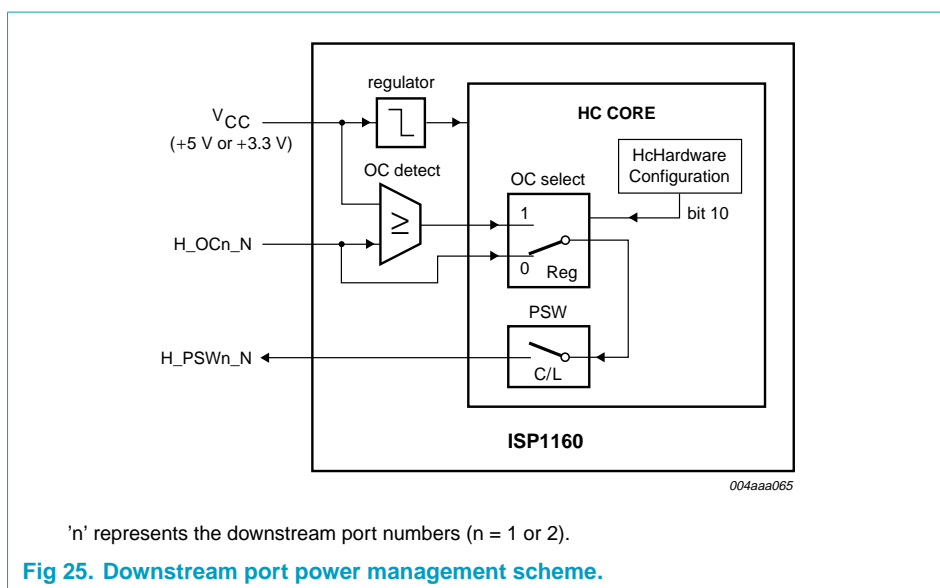 regulator
V CC
(+5 V or +3.3 V)
HC CORE
HcHardware
Configuration
OC detect
OC select
1
bit 10
≥
H_OCn_N
0
Reg
PSW
H_PSWn_N
C/L
ISP1160
004aaa065
'n' represents the downstream port numbers (n = 1 or 2).
Fig 25. Downstream port power management scheme.